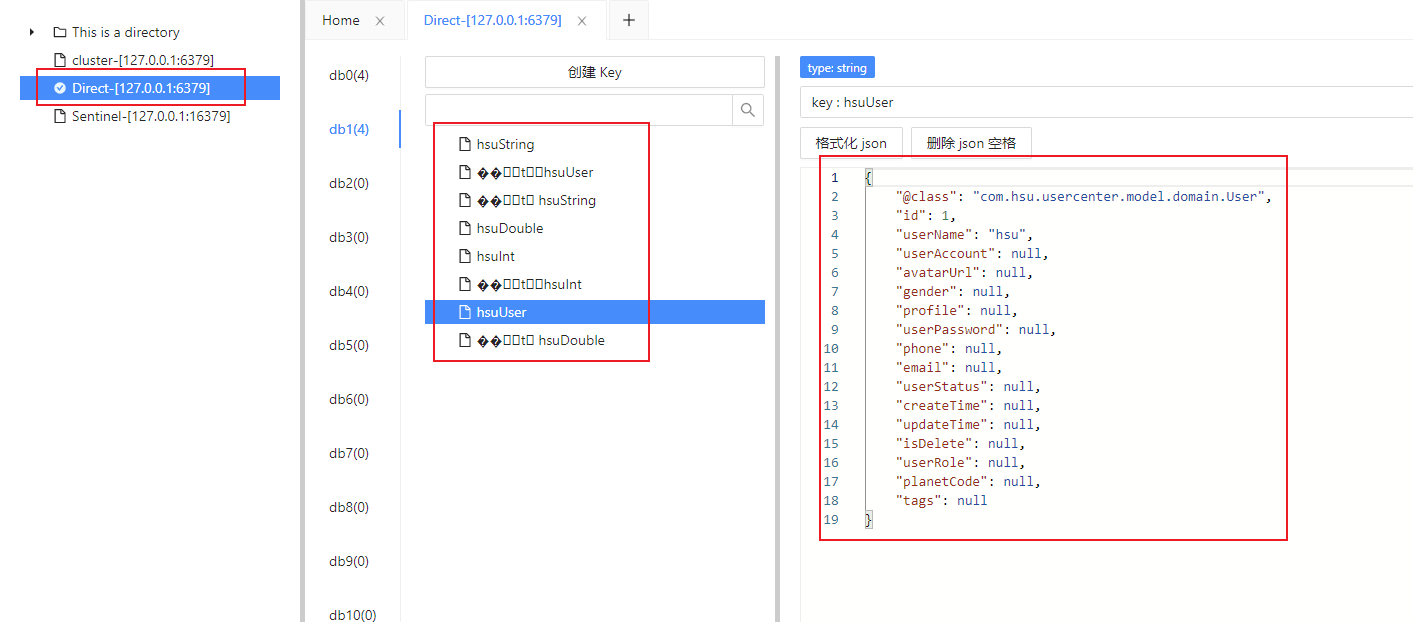 This is a directory
cluster-[127.0.0.1:6379]
Direct-[127.0.0.1:6379]
Sentinel-[127.0.0.1:16379]
Home
Direct-[127.0.0.1:6379]
db0(4)
db1(4)
db2(0)
db3(0)
db4(0)
db5(0)
db6(0)
db7(0)
db8(0)
db9(0)
db10(0)
创建 Key
hsuString
��□□t□□hsuUser
��□□t□ hsuString
hsuDouble
hsuInt
��□□t□□hsuInt
hsuUser
��□□t□ hsuDouble
type: string
key : hsuUser
格式化 json
删除 json 空格
1 {
2 "@class": "com.hsu.usercenter.model.domain.User",
3 "id": 1,
4 "userName": "hsu",
5 "userAccount": null,
6 "avatarUrl": null,
7 "gender": null,
8 "profile": null,
9 "userPassword": null,
10 "phone": null,
11 "email": null,
12 "userStatus": null,
13 "createTime": null,
14 "updateTime": null,
15 "isDelete": null,
16 "userRole": null,
17 "planetCode": null,
18 "tags": null
19 }